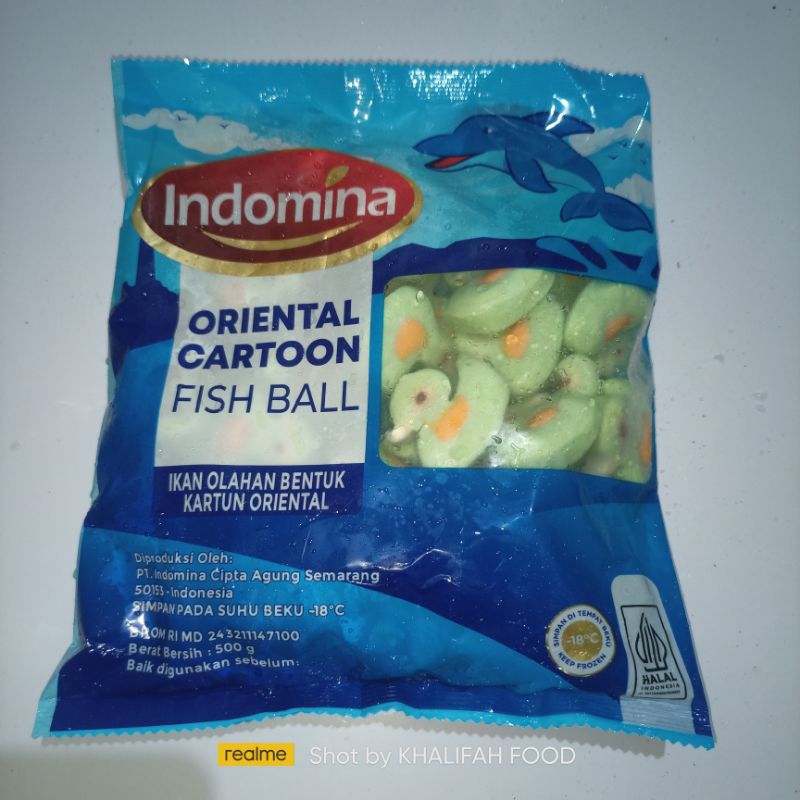 Indomina
ORIENTAL
CARTOON
FISH BALL
IKAN OLAHAN BENTUK
KARTUN ORIENTAL
Diproduksi Oleh:
PT. Indomina Cipta Agung Semarang
50153 - Indonesia
SIMPAN PADA SUHU BEKU -18°C
BPOM RI MD 243211147100
Berat Bersih : 500 g
Baik digunakan sebelum:
SIMPAN DI TEMPAT BEKU
-18°C
KEEP FROZEN
HALAL
INDONESIA
realme Shot by KHALIFAH FOOD